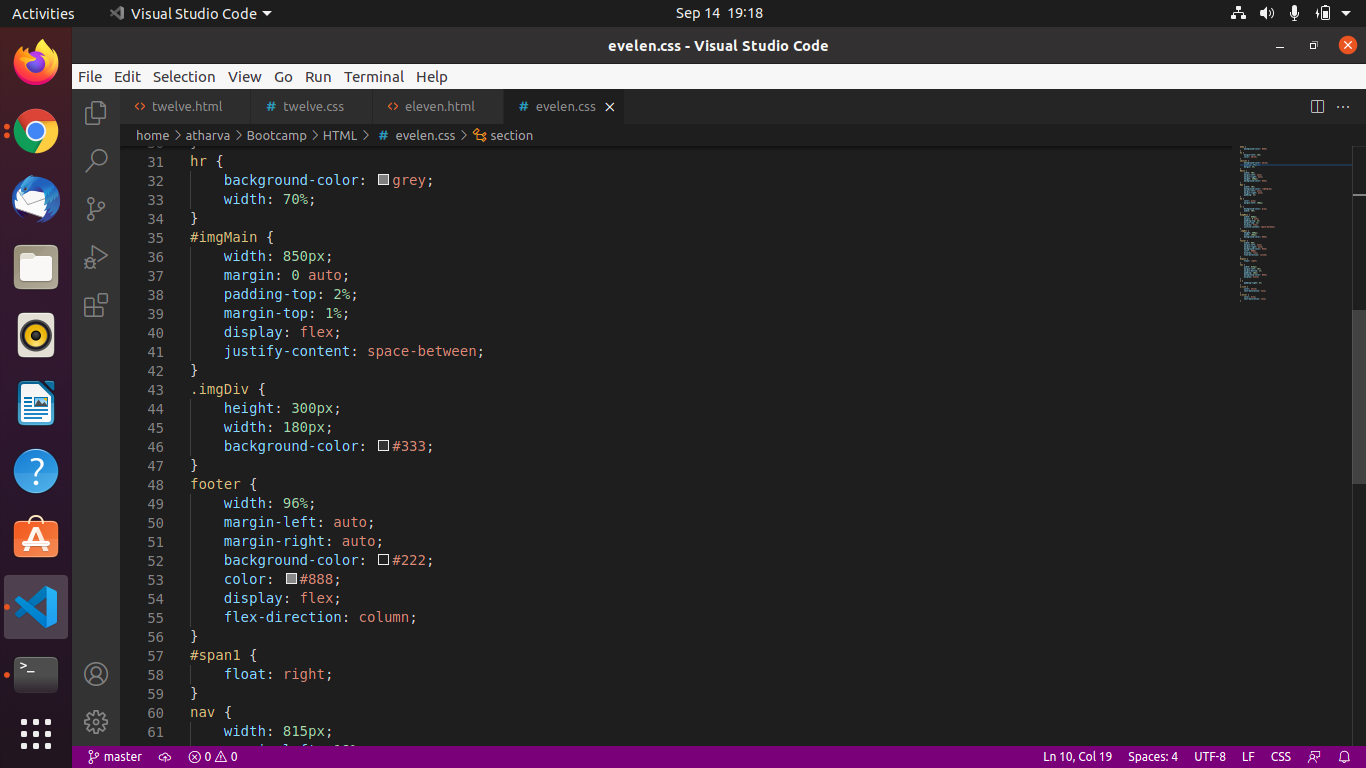 Activities Visual Studio Code Sep 14 19:18
evelen.css - Visual Studio Code
File Edit Selection View Go Run Terminal Help
<> twelve.html # twelve.css <> eleven.html # evelen.css
home > atharva > Bootcamp > HTML > # evelen.css > section
31 hr {
32 background-color: grey;
33 width: 70%;
34 }
35 #imgMain {
36 width: 850px;
37 margin: 0 auto;
38 padding-top: 2%;
39 margin-top: 1%;
40 display: flex;
41 justify-content: space-between;
42 }
43 .imgDiv {
44 height: 300px;
45 width: 180px;
46 background-color: #333;
47 }
48 footer {
49 width: 96%;
50 margin-left: auto;
51 margin-right: auto;
52 background-color: #222;
53 color: #888;
54 display: flex;
55 flex-direction: column;
56 }
57 #span1 {
58 float: right;
59 }
60 nav {
61 width: 815px;
master 0 0 Ln 10, Col 19 Spaces: 4 UTF-8 LF CSS